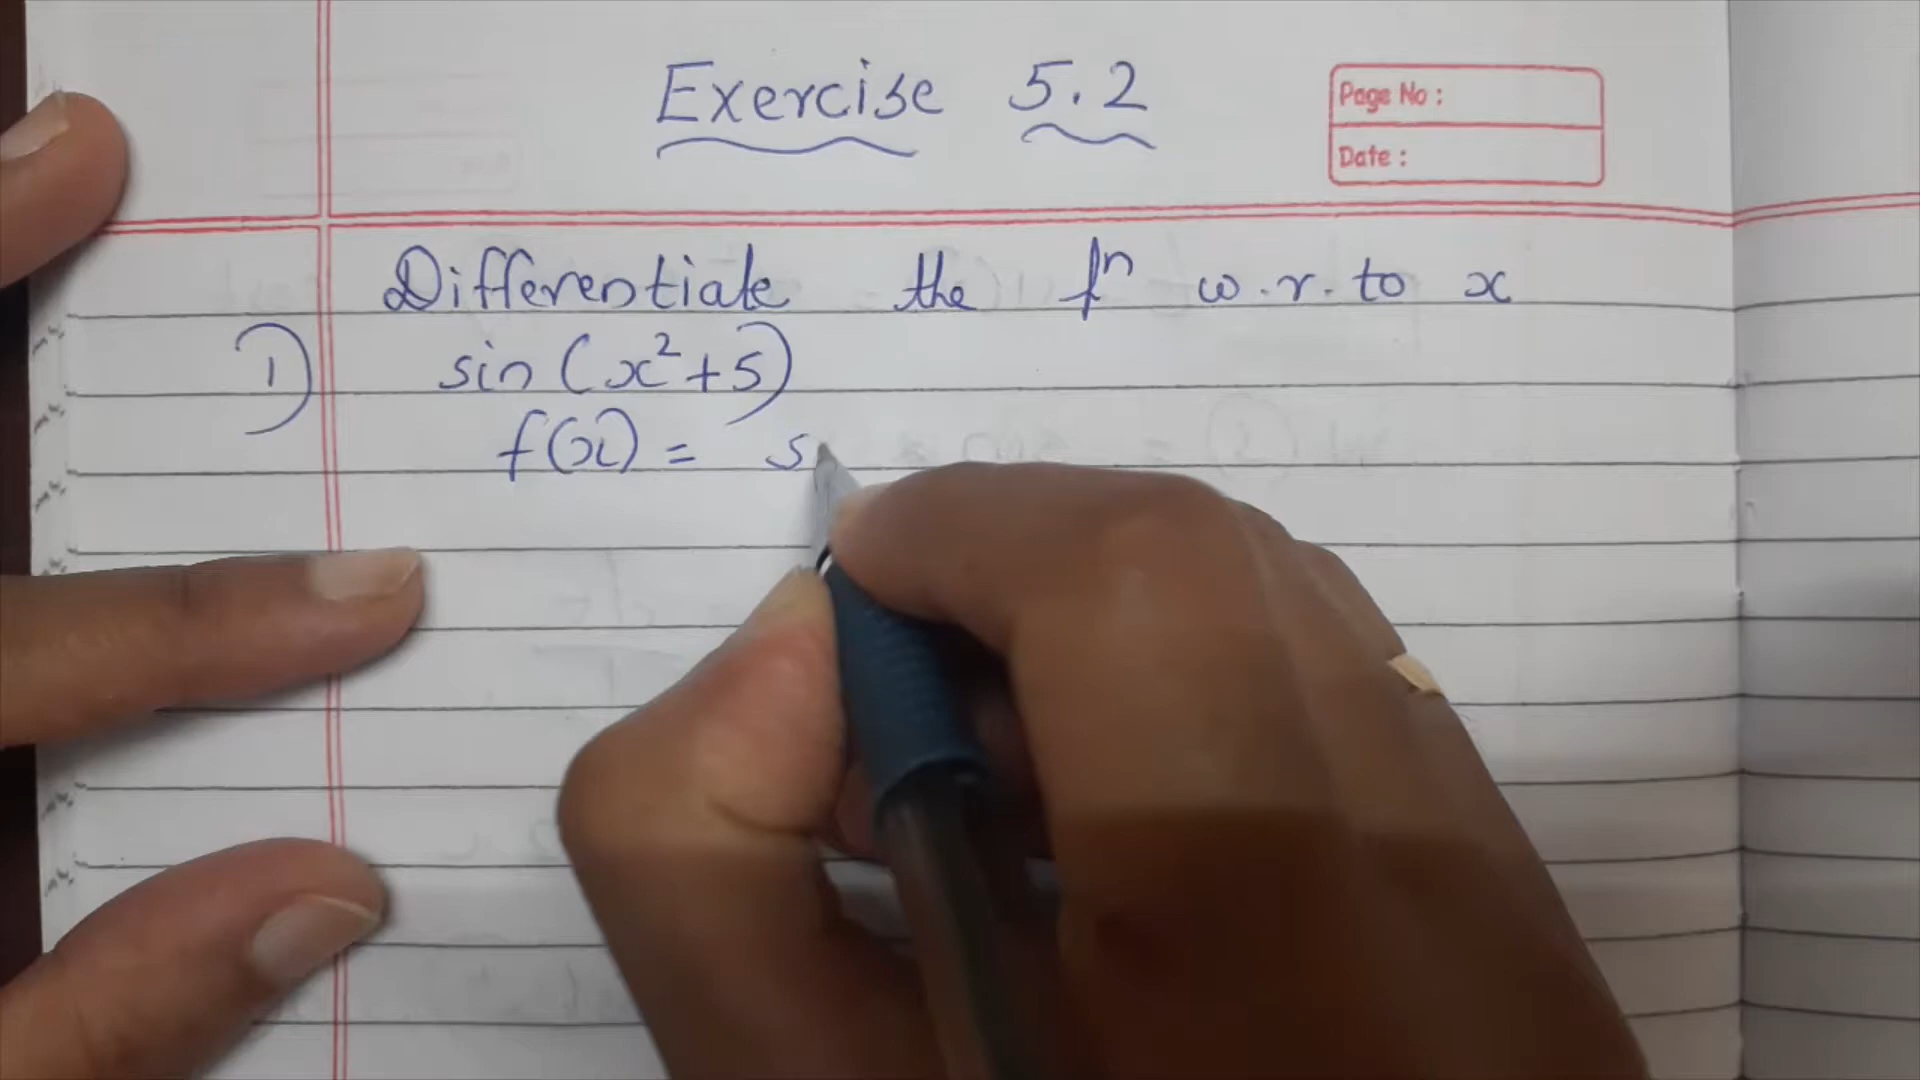 Exercise 5.2
Page No :
Date :
Differentiate the fⁿ w.r.to x
1) sin (x²+5)
f(x) = s